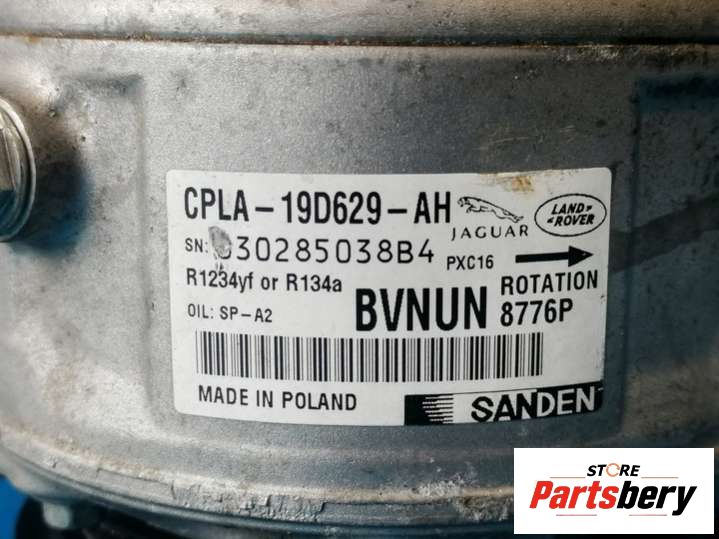 CPLA-19D629-AH
JAGUAR
LAND ROVER
SN: 30285038B4
PXC16
R1234yf or R134a
ROTATION
OIL: SP-A2
BVNUN
8776P
MADE IN POLAND
SANDEN
STORE
Partsbery